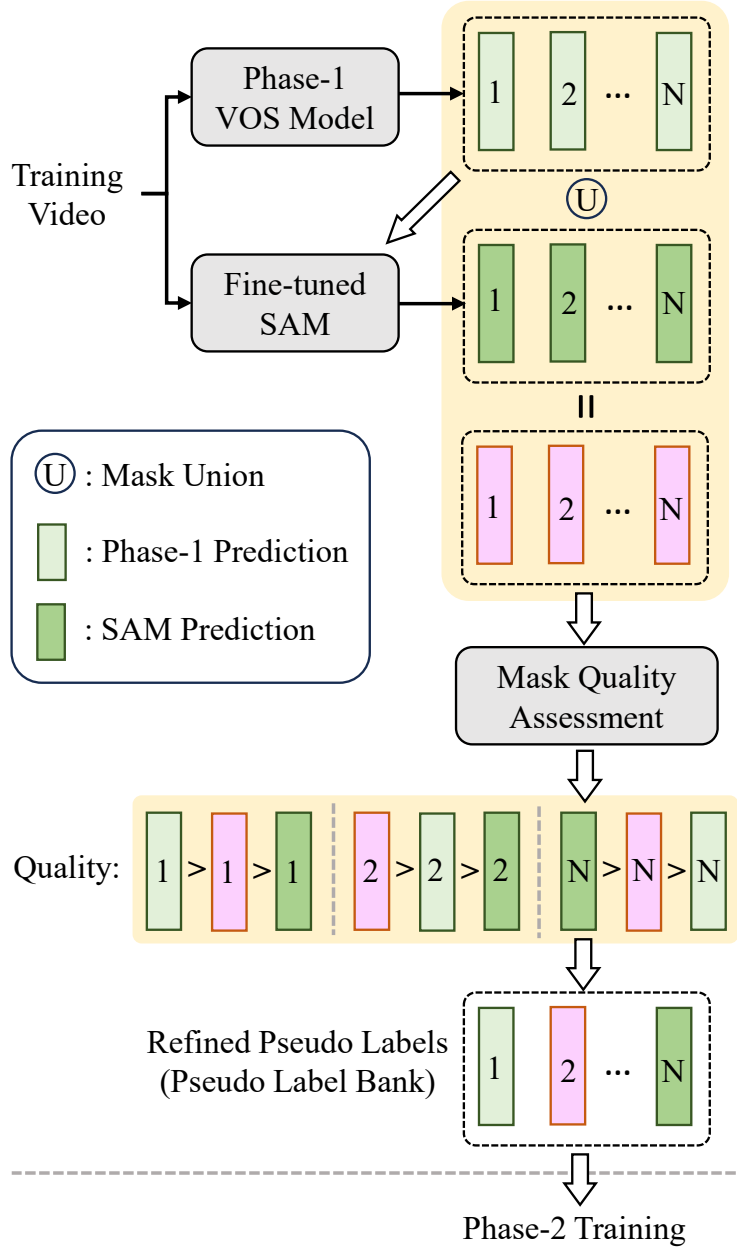 Phase-1
VOS Model
1 2 ... N
Training
Video
U
Fine-tuned
SAM
1 2 ... N
=
1 2 ... N
U : Mask Union
: Phase-1 Prediction
: SAM Prediction
Mask Quality
Assessment
Quality: 1 > 1 > 1 2 > 2 > 2 N > N > N
Refined Pseudo Labels
(Pseudo Label Bank)
1 2 ... N
Phase-2 Training